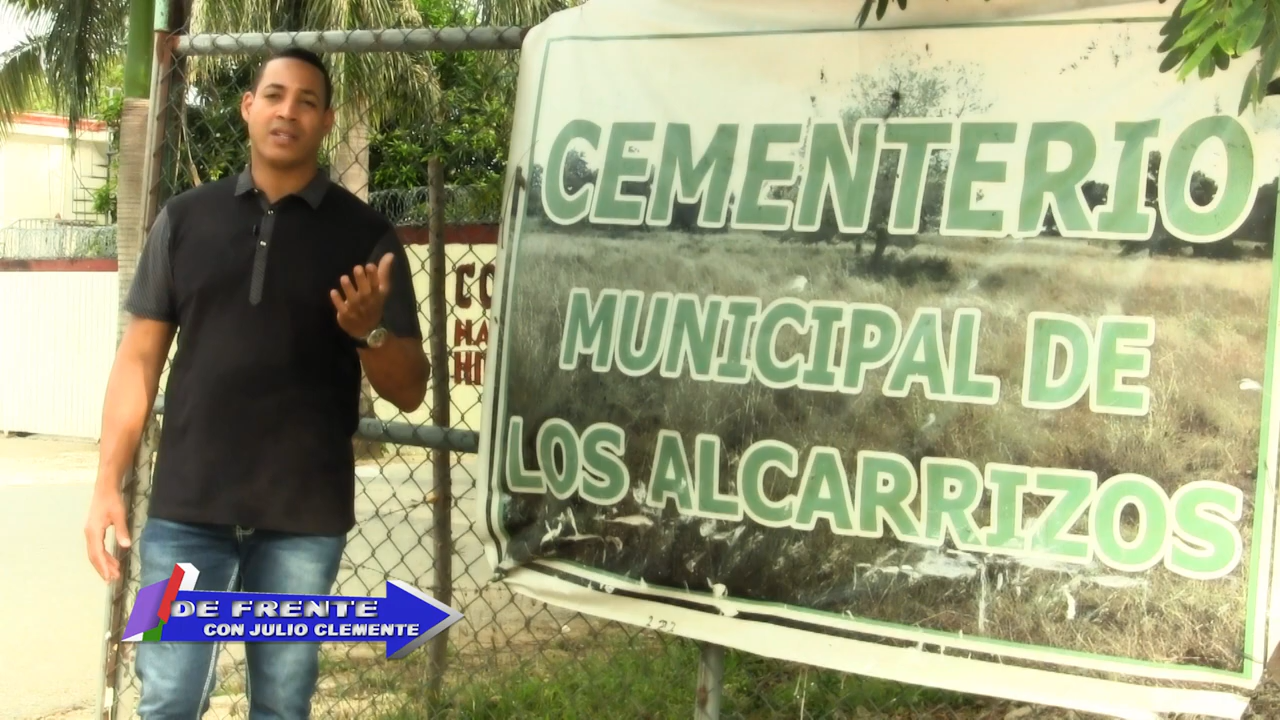 CEMENTERIO
MUNICIPAL DE
LOS ALCARRIZOS
DE FRENTE
CON JULIO CLEMENTE